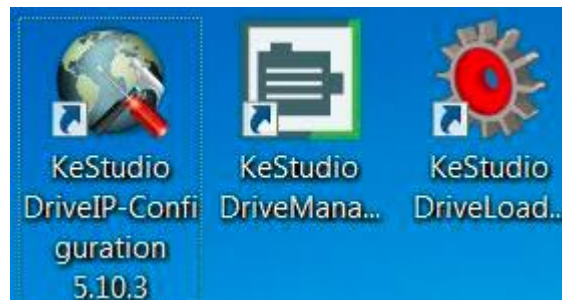 KeStudio
DriveIP-Confi
guration
5.10.3
KeStudio
DriveMana...
KeStudio
DriveLoad...